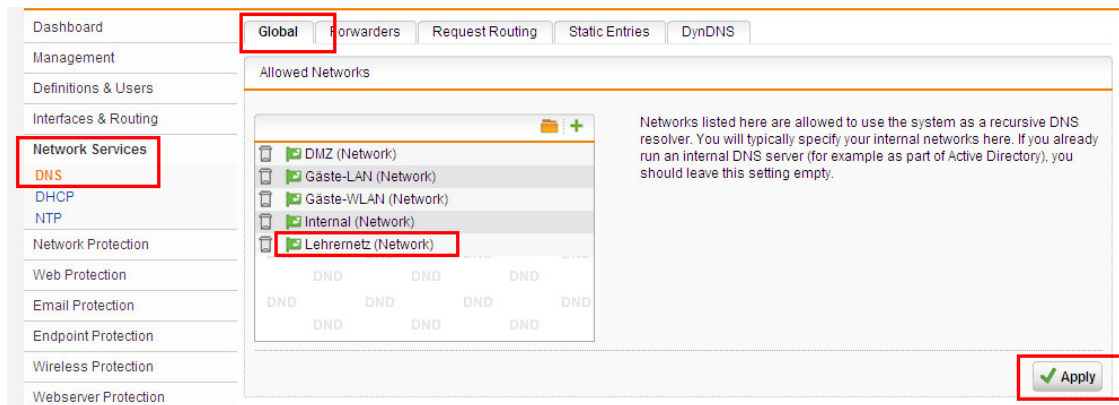 Dashboard
Management
Definitions & Users
Interfaces & Routing
Network Services
DNS
DHCP
NTP
Network Protection
Web Protection
Email Protection
Endpoint Protection
Wireless Protection
Webserver Protection
Global Forwarders Request Routing Static Entries DynDNS
Allowed Networks
DMZ (Network)
Gäste-LAN (Network)
Gäste-WLAN (Network)
Internal (Network)
Lehrernetz (Network)
DND DND DND
DND DND DND DND
DND DND DND
Networks listed here are allowed to use the system as a recursive DNS
resolver. You will typically specify your internal networks here. If you already
run an internal DNS server (for example as part of Active Directory), you
should leave this setting empty.
Apply